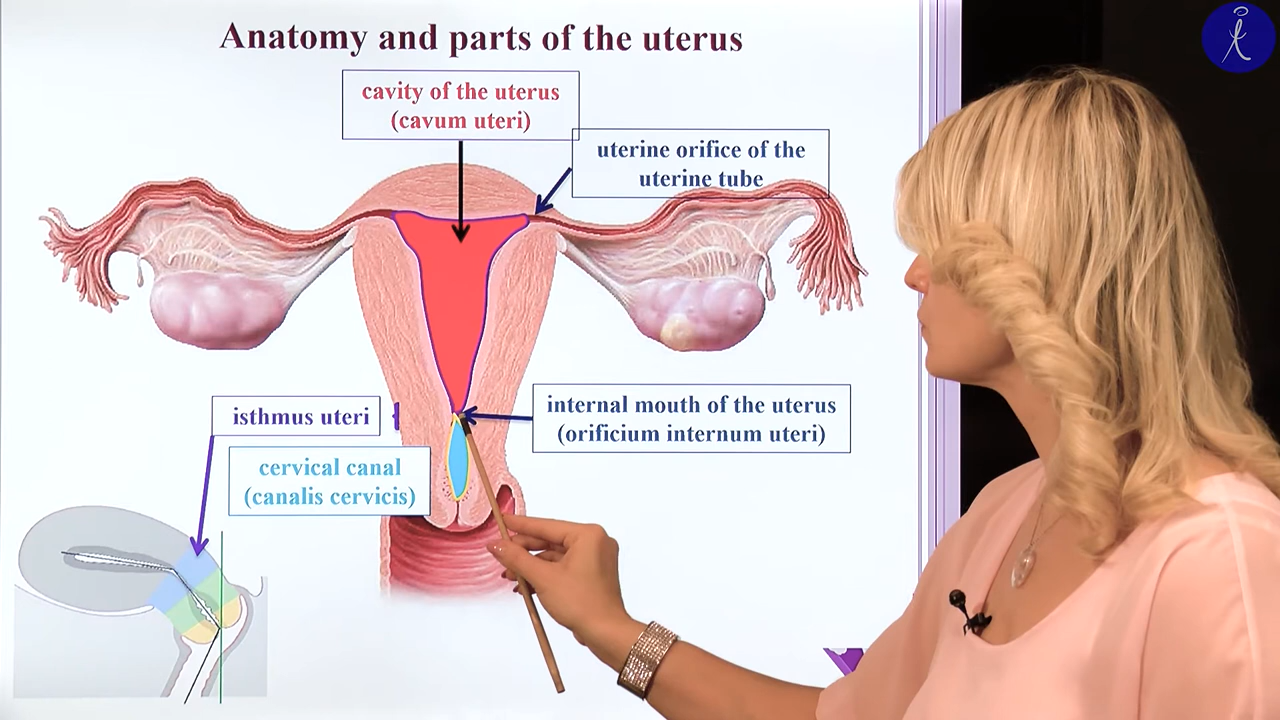 Anatomy and parts of the uterus
cavity of the uterus
(cavum uteri)
uterine orifice of the
uterine tube
internal mouth of the uterus
(orificium internum uteri)
isthmus uteri
cervical canal
(canalis cervicis)